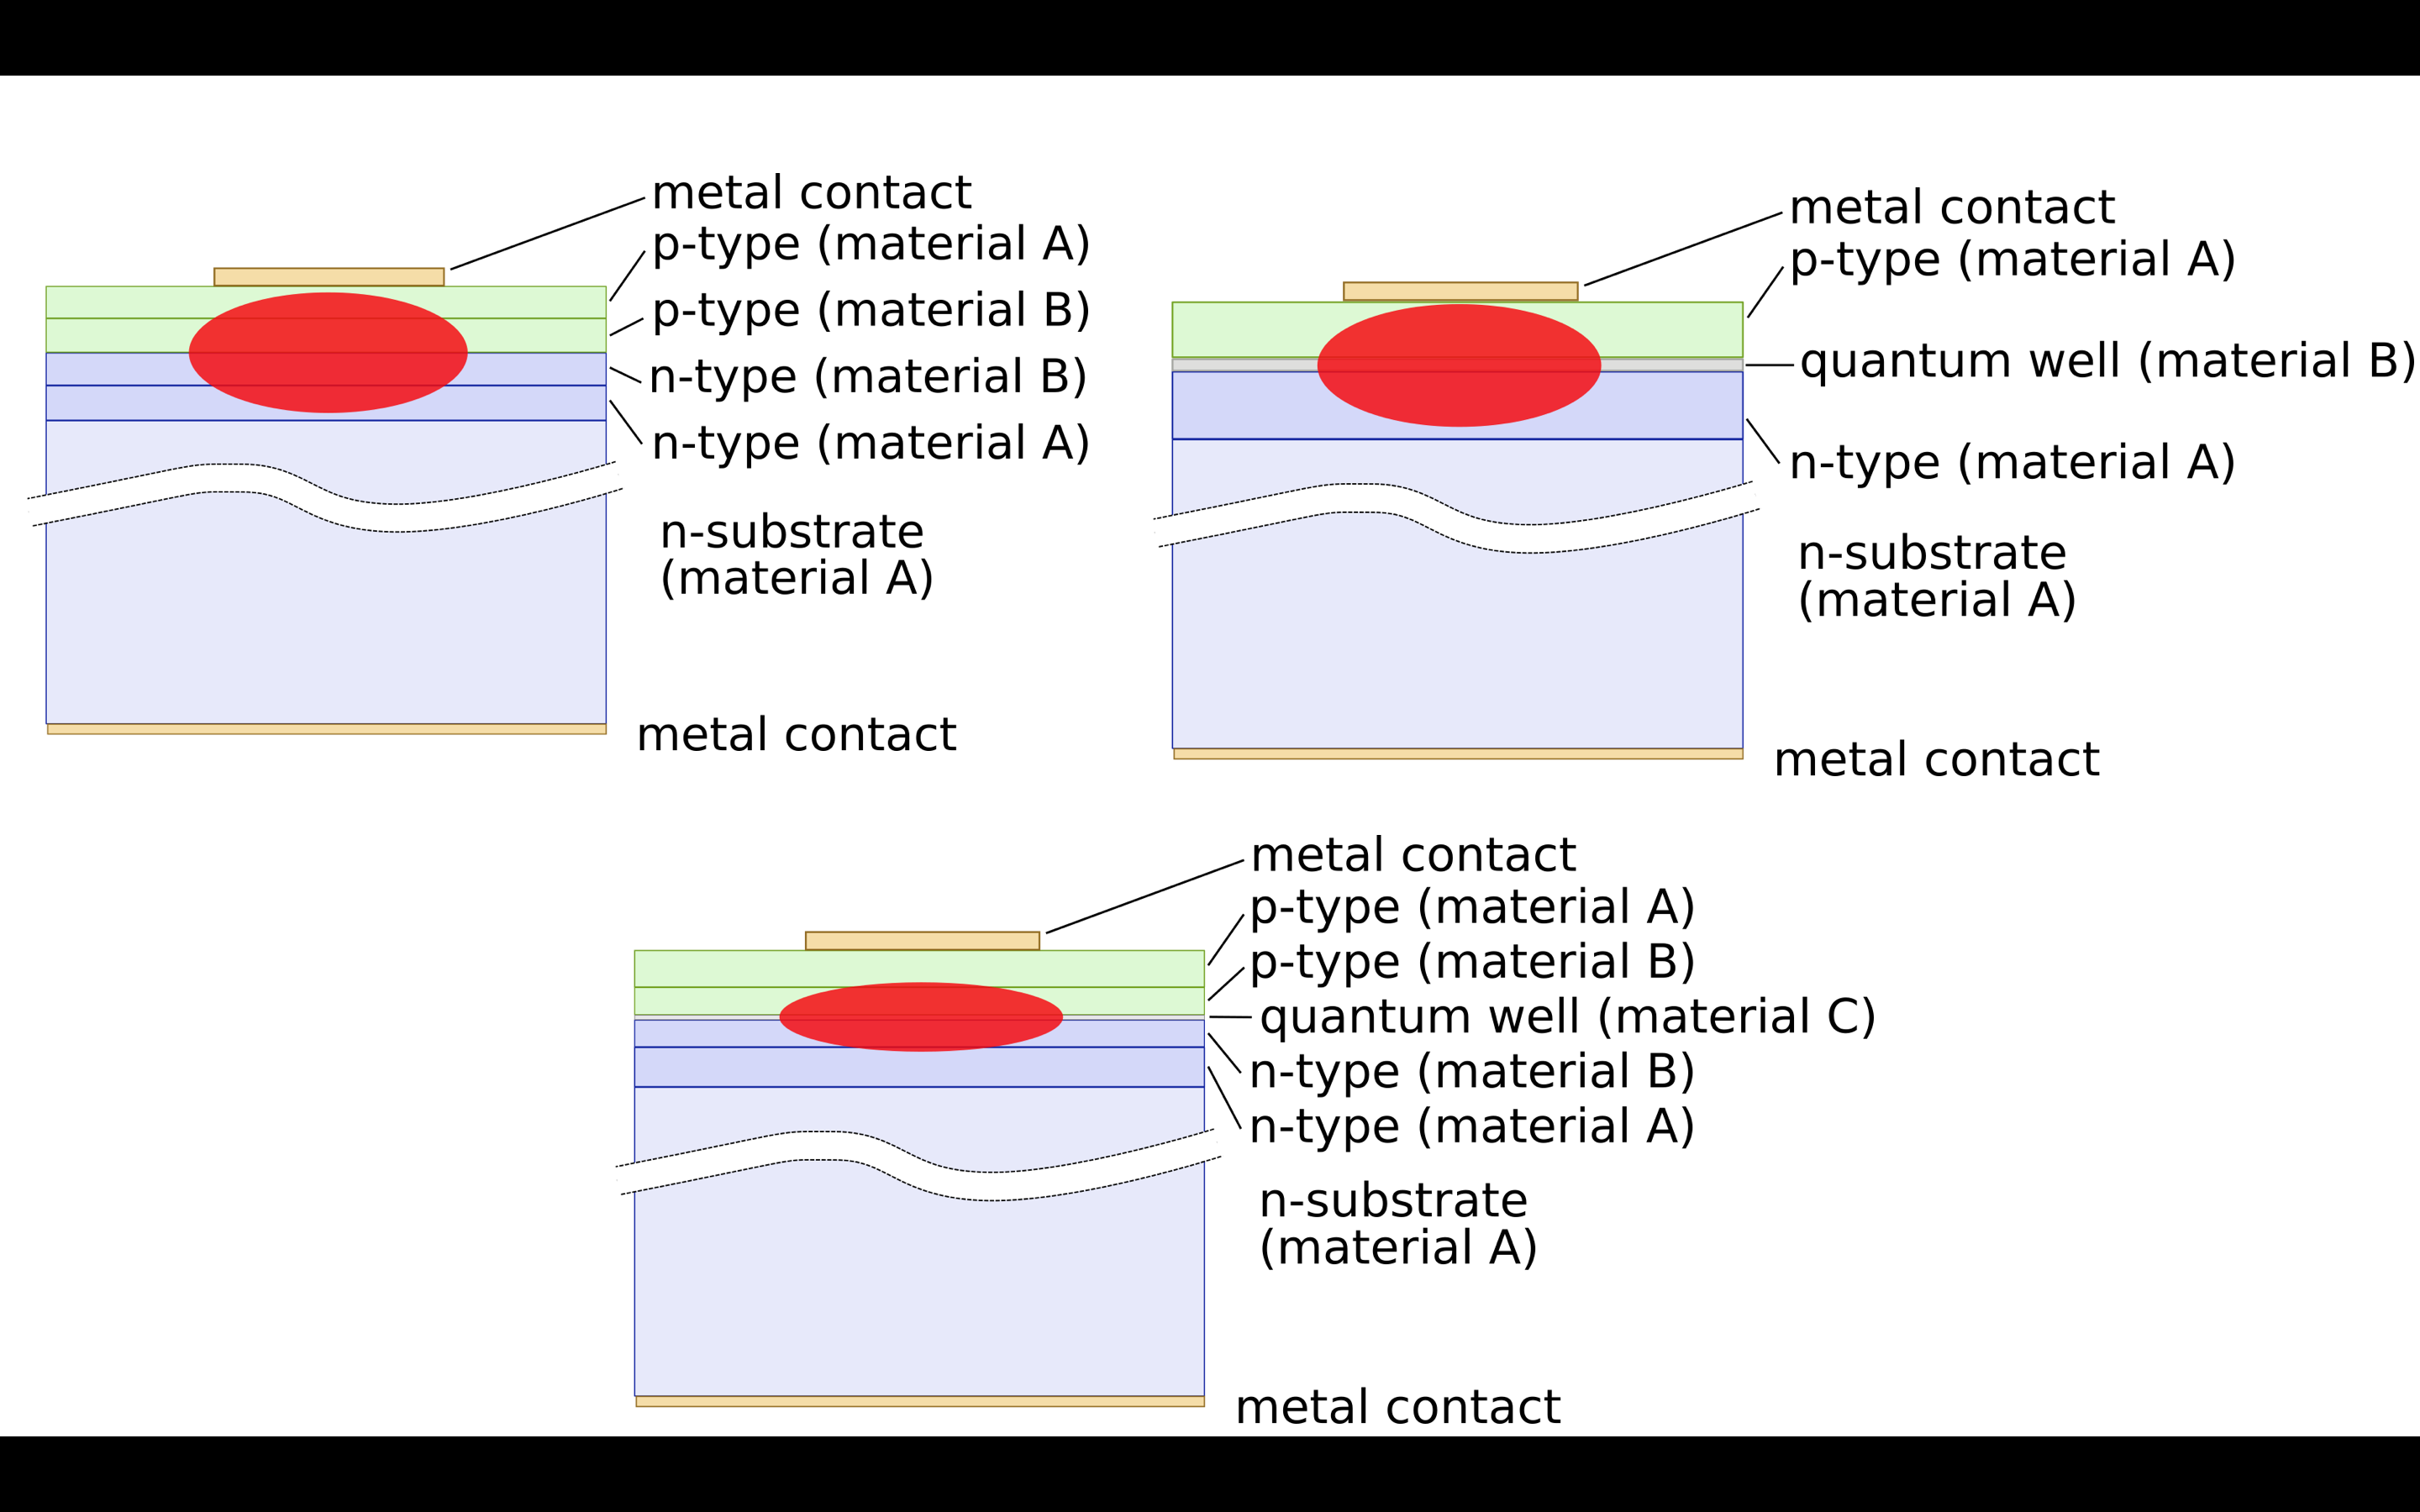 metal contact
p-type (material A)
p-type (material B)
n-type (material B)
n-type (material A)
n-substrate
(material A)
metal contact
metal contact
p-type (material A)
quantum well (material B)
n-type (material A)
n-substrate
(material A)
metal contact
metal contact
p-type (material A)
p-type (material B)
quantum well (material C)
n-type (material B)
n-type (material A)
n-substrate
(material A)
metal contact